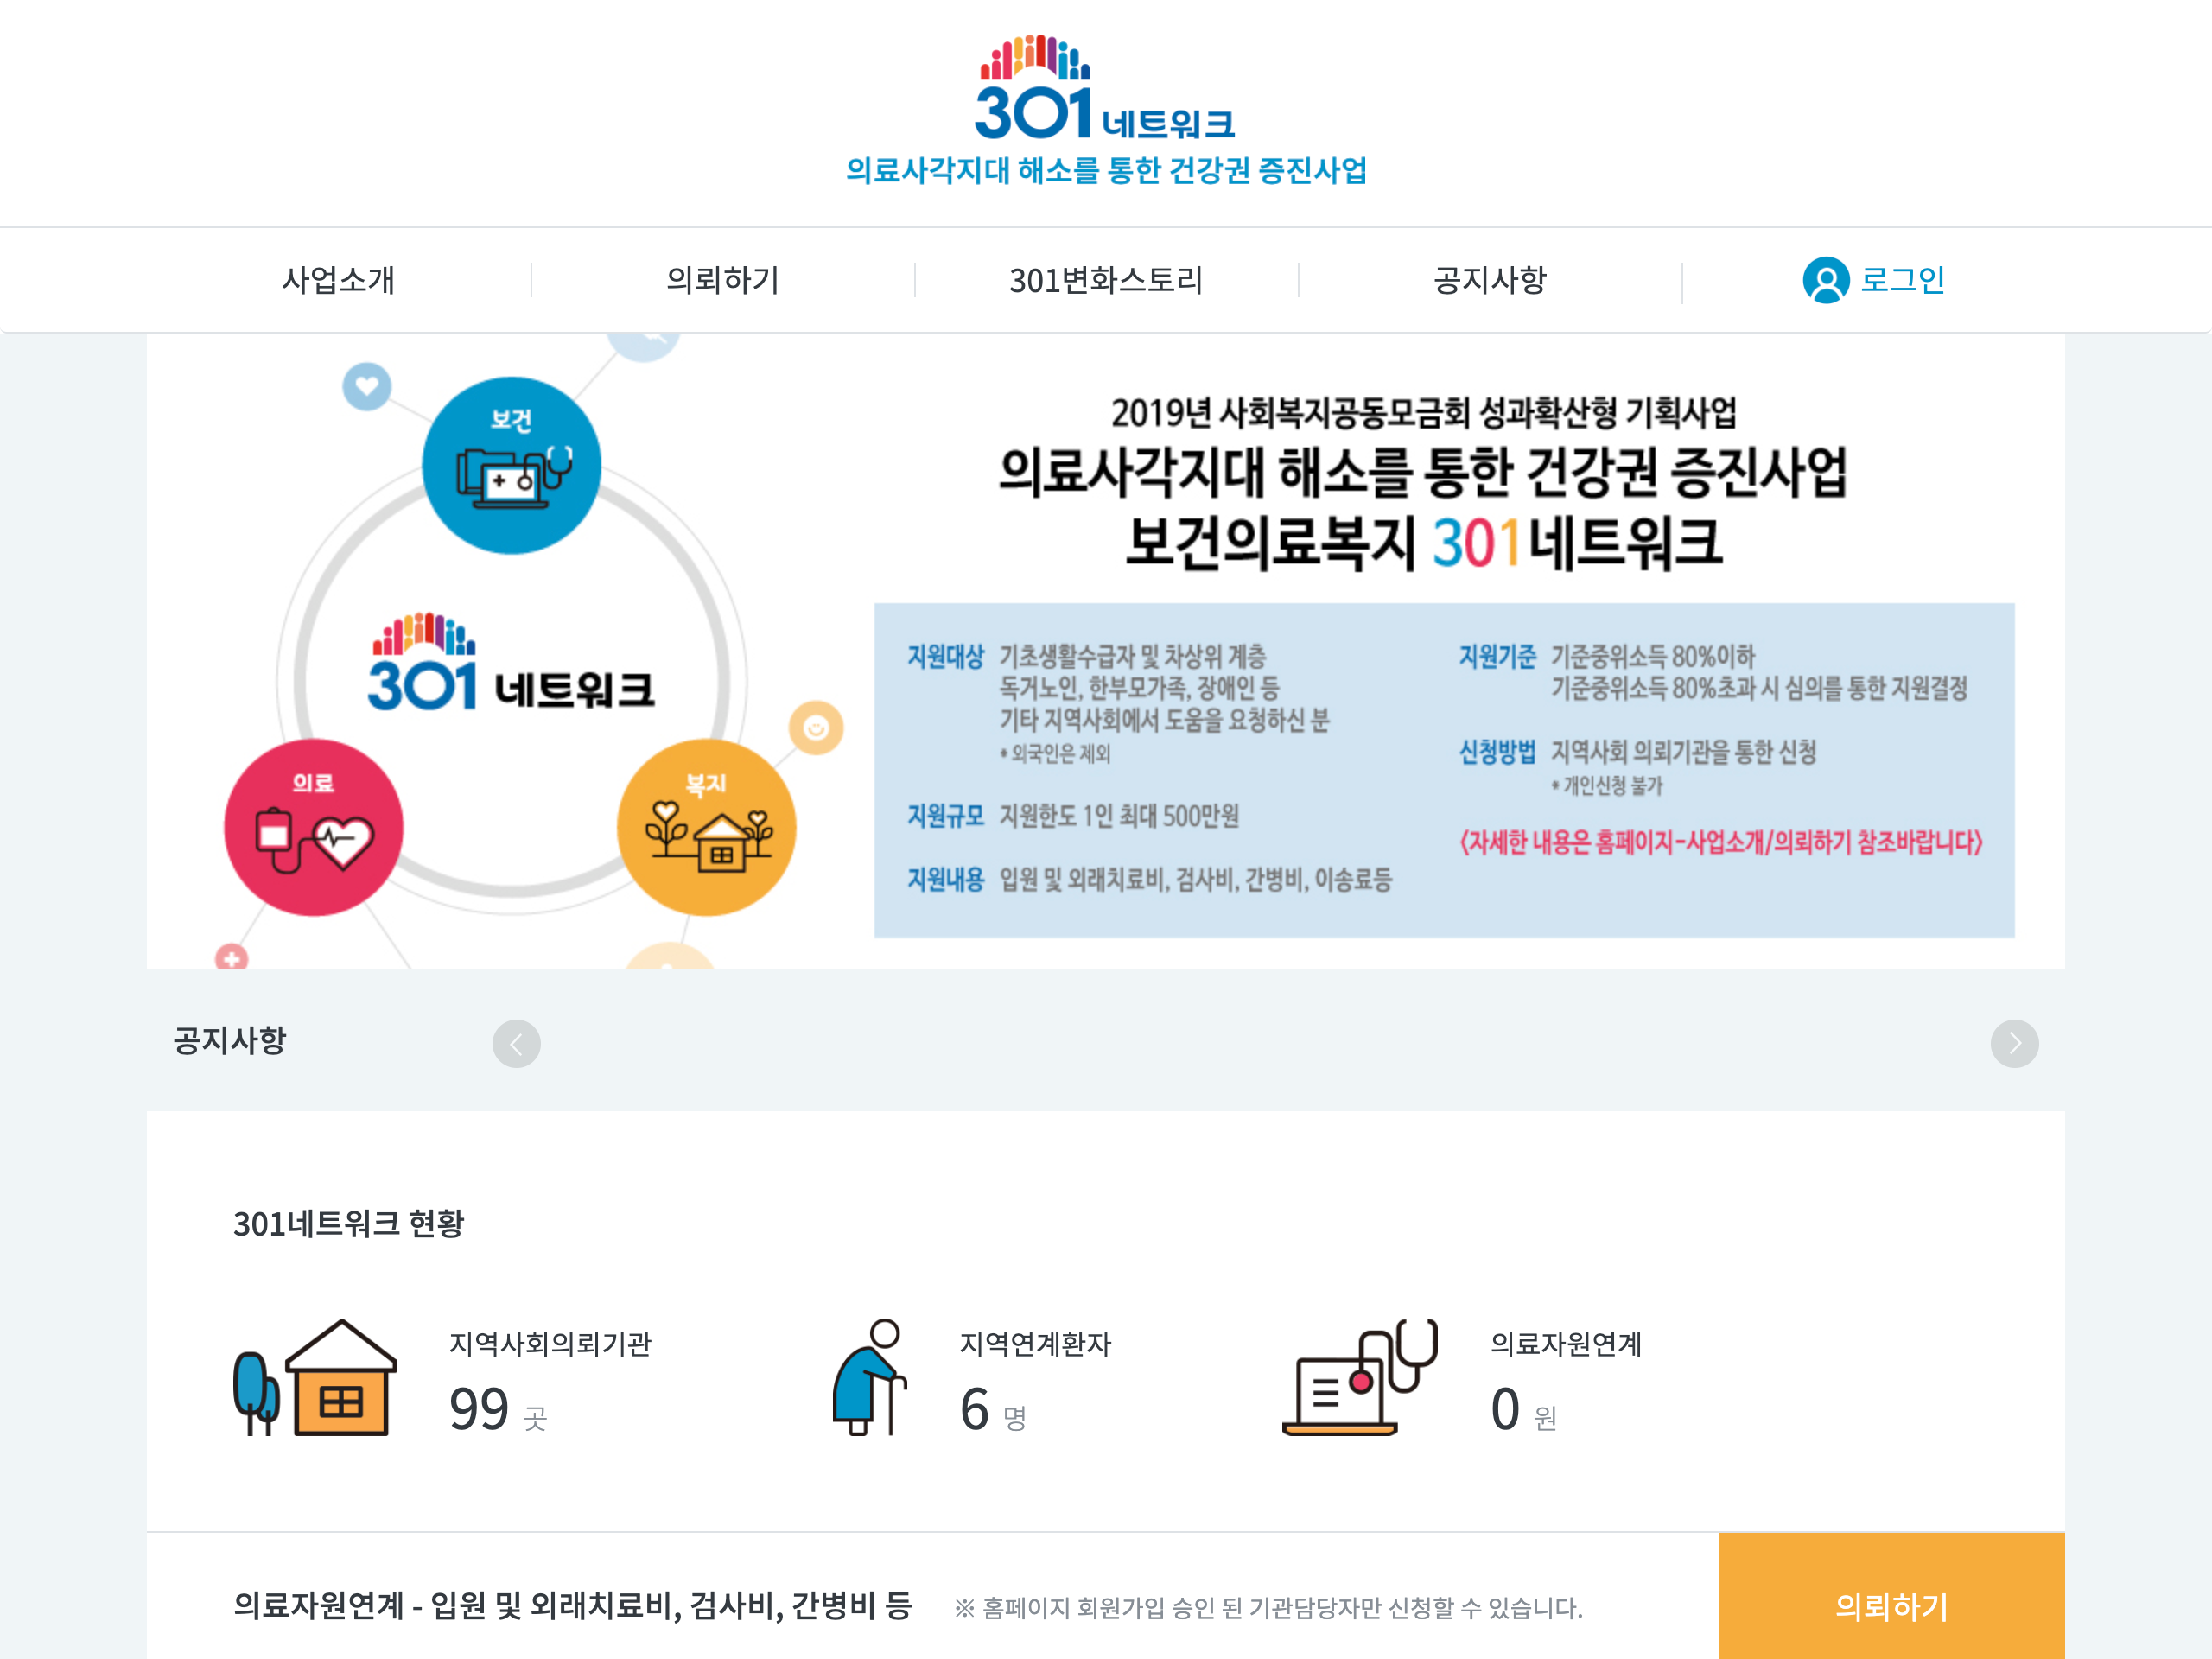 301 네트워크
의료사각지대 해소를 통한 건강권 증진사업
사업소개
의뢰하기
301변화스토리
공지사항
로그인
보건
301 네트워크
의료
복지
2019년 사회복지공동모금회 성과확산형 기획사업
의료사각지대 해소를 통한 건강권 증진사업
보건의료복지 301네트워크
지원대상 기초생활수급자 및 차상위 계층
독거노인, 한부모가족, 장애인 등
기타 지역사회에서 도움을 요청하신 분
* 외국인은 제외
지원규모 지원한도 1인 최대 500만원
지원내용 입원 및 외래치료비, 검사비, 간병비, 이송료등
지원기준 기준중위소득 80%이하
기준중위소득 80%초과 시 심의를 통한 지원결정
신청방법 지역사회 의뢰기관을 통한 신청
* 개인신청 불가
<자세한 내용은 홈페이지-사업소개/의뢰하기 참조바랍니다>
공지사항
301네트워크 현황
지역사회의뢰기관
99 곳
지역연계환자
6 명
의료자원연계
0 원
의료자원연계 - 입원 및 외래치료비, 검사비, 간병비 등
※ 홈페이지 회원가입 승인 된 기관담당자만 신청할 수 있습니다.
의뢰하기